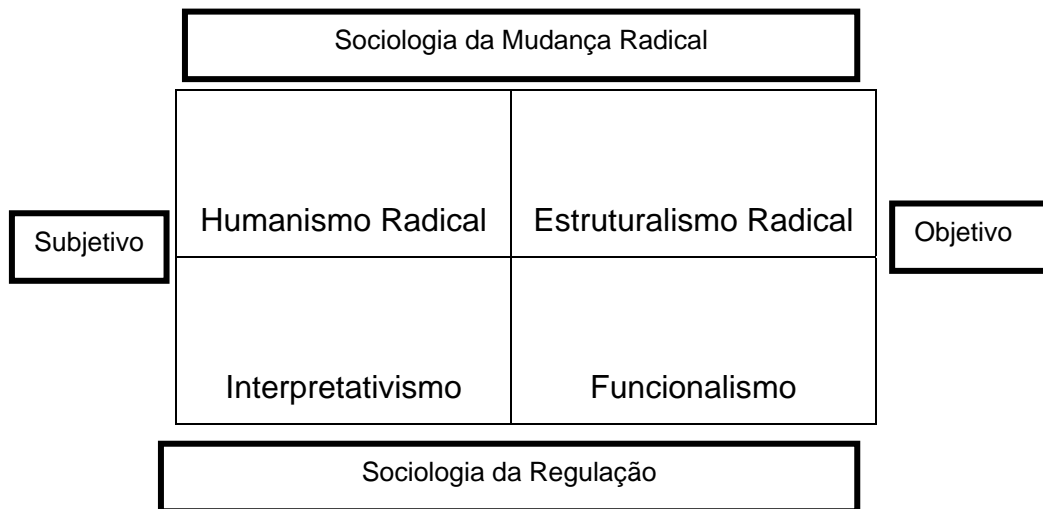 Sociologia da Mudança Radical
Humanismo Radical
Estruturalismo Radical
Subjetivo
Objetivo
Interpretativismo
Funcionalismo
Sociologia da Regulação